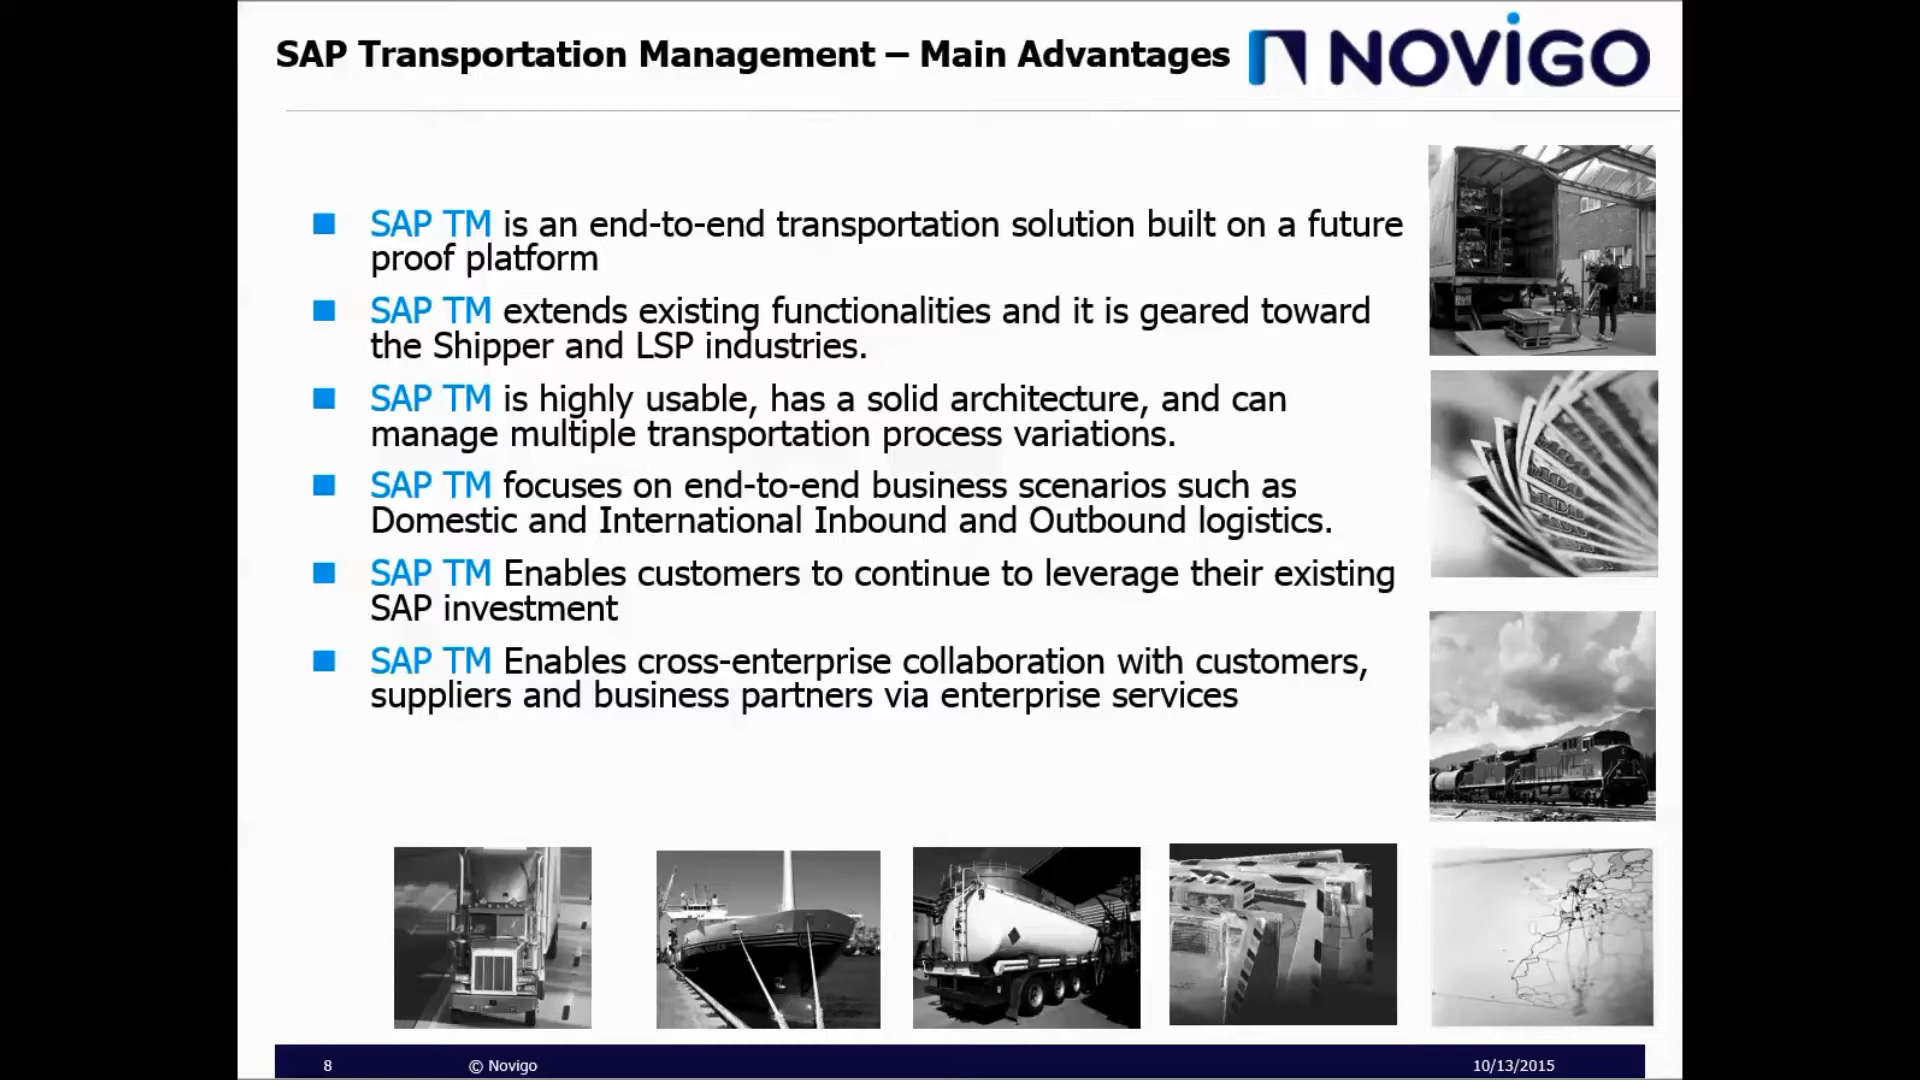 SAP Transportation Management – Main Advantages
NOVIGO
SAP TM is an end-to-end transportation solution built on a future
proof platform
SAP TM extends existing functionalities and it is geared toward
the Shipper and LSP industries.
SAP TM is highly usable, has a solid architecture, and can
manage multiple transportation process variations.
SAP TM focuses on end-to-end business scenarios such as
Domestic and International Inbound and Outbound logistics.
SAP TM Enables customers to continue to leverage their existing
SAP investment
SAP TM Enables cross-enterprise collaboration with customers,
suppliers and business partners via enterprise services
8
© Novigo
10/13/2015